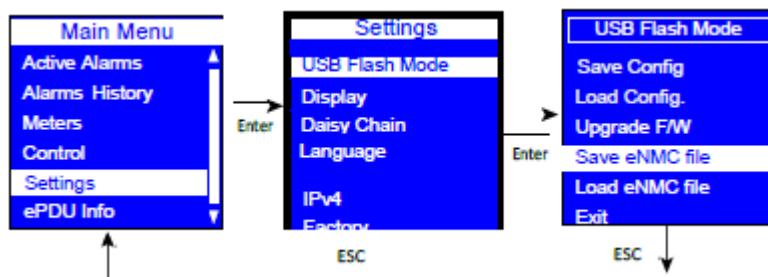 Main Menu
Active Alarms
Alarms History
Meters
Control
Settings
ePDU Info
Enter
Settings
USB Flash Mode
Display
Daisy Chain
Language
IPv4
Factory
ESC
Enter
USB Flash Mode
Save Config
Load Config.
Upgrade F/W
Save eNMC file
Load eNMC file
Exit
ESC